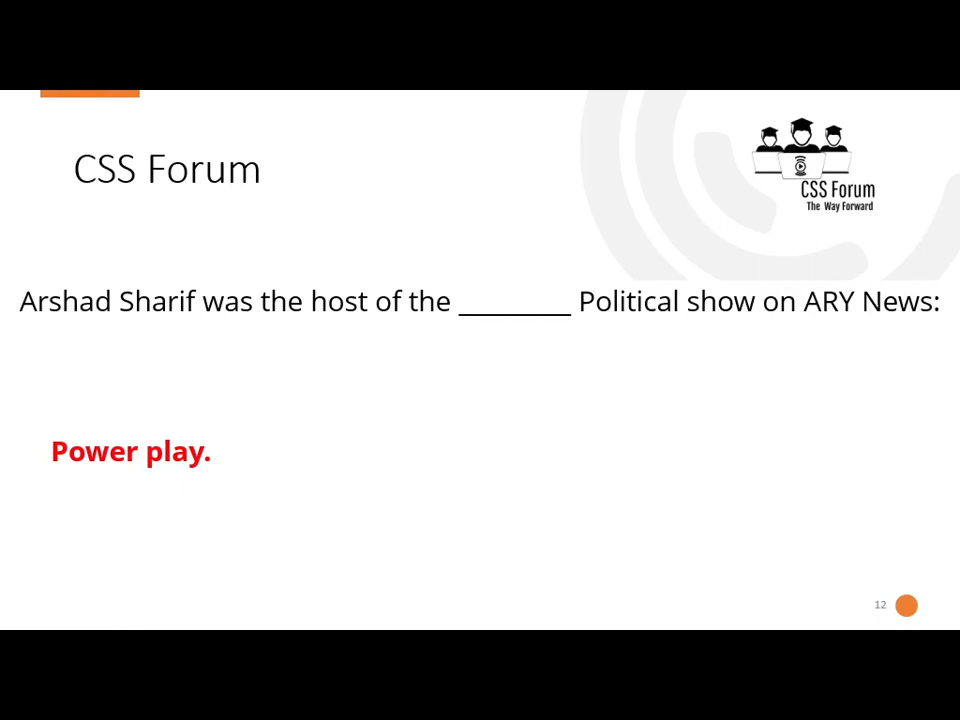 CSS Forum
CSS Forum
The Way Forward
Arshad Sharif was the host of the ________ Political show on ARY News:
Power play.
12